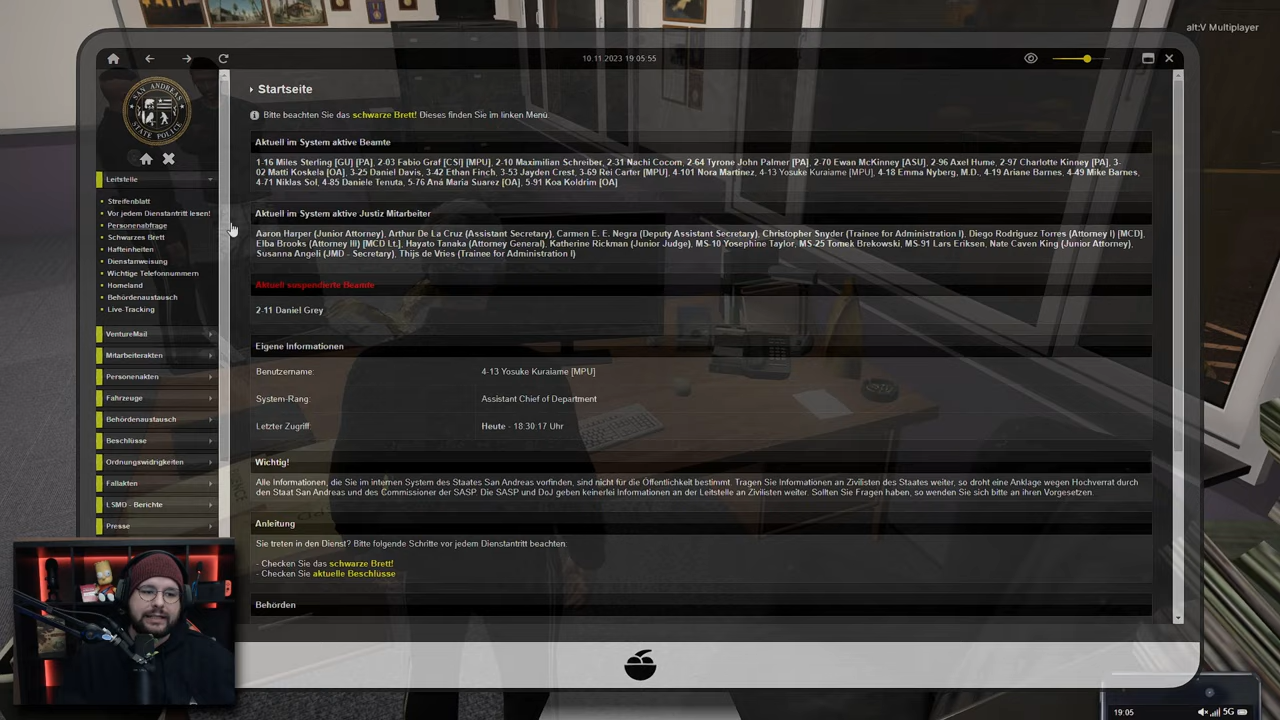 alt:V Multiplayer
10.11.2023 19:05:55
SAN ANDREAS
STATE POLICE
Leitstelle
Streifenblatt
Vor jedem Dienstantritt lesen!
Personenabfrage
Schwarzes Brett
Hafteinheiten
Dienstanweisung
Wichtige Telefonnummern
Homeland
Behördenaustausch
Live-Tracking
VentureMail
Mitarbeiterakten
Personenakten
Fahrzeuge
Behördenaustausch
Beschlüsse
Ordnungswidrigkeiten
Fallakten
LSMD - Berichte
Presse
Startseite
Bitte beachten Sie das schwarze Brett! Dieses finden Sie im linken Menü.
Aktuell im System aktive Beamte
1-16 Miles Sterling [GU] [PA], 2-03 Fabio Graf [CSI] [MPU], 2-10 Maximilian Schreiber, 2-31 Nachi Cocom, 2-64 Tyrone John Palmer [PA], 2-70 Ewan McKinney [ASU], 2-96 Axel Hume, 2-97 Charlotte Kinney [PA], 3-
02 Matti Koskela [OA], 3-25 Daniel Davis, 3-42 Ethan Finch, 3-53 Jayden Crest, 3-69 Rei Carter [MPU], 4-101 Nora Martinez, 4-13 Yosuke Kuraiame [MPU], 4-18 Emma Nyberg, M.D., 4-19 Ariane Barnes, 4-49 Mike Barnes,
4-71 Niklas Sol, 4-85 Daniele Tenuta, 5-76 Ana Maria Suarez [OA], 5-91 Koa Koldrim [OA]
Aktuell im System aktive Justiz Mitarbeiter
Aaron Harper (Junior Attorney), Arthur De La Cruz (Assistant Secretary), Carmen E. E. Negra (Deputy Assistant Secretary), Christopher Snyder (Trainee for Administration I), Diego Rodriguez Torres (Attorney I) [MCD],
Elba Brooks (Attorney III) [MCD Lt.], Hayato Tanaka (Attorney General), Katherine Rickman (Junior Judge), MS-10 Yosephine Taylor, MS-25 Tomek Brekowski, MS-91 Lars Eriksen, Nate Caven King (Junior Attorney),
Susanna Angeli (JMD - Secretary), Thijs de Vries (Trainee for Administration I)
Aktuell suspendierte Beamte
2-11 Daniel Grey
Eigene Informationen
Benutzername: 4-13 Yosuke Kuraiame [MPU]
System-Rang: Assistant Chief of Department
Letzter Zugriff: Heute - 18:30:17 Uhr
Wichtig!
Alle Informationen, die Sie im internen System des Staates San Andreas vorfinden, sind nicht für die Öffentlichkeit bestimmt. Tragen Sie Informationen an Zivilisten des Staates weiter, so droht eine Anklage wegen Hochverrat durch
den Staat San Andreas und des Commissioner der SASP. Die SASP und DoJ geben keinerlei Informationen an der Leitstelle an Zivilisten weiter. Sollten Sie Fragen haben, so wenden Sie sich bitte an ihren Vorgesetzen.
Anleitung
Sie treten in den Dienst? Bitte folgende Schritte vor jedem Dienstantritt beachten.
- Checken Sie das schwarze Brett!
- Checken Sie aktuelle Beschlüsse
Behörden
19:05
5G